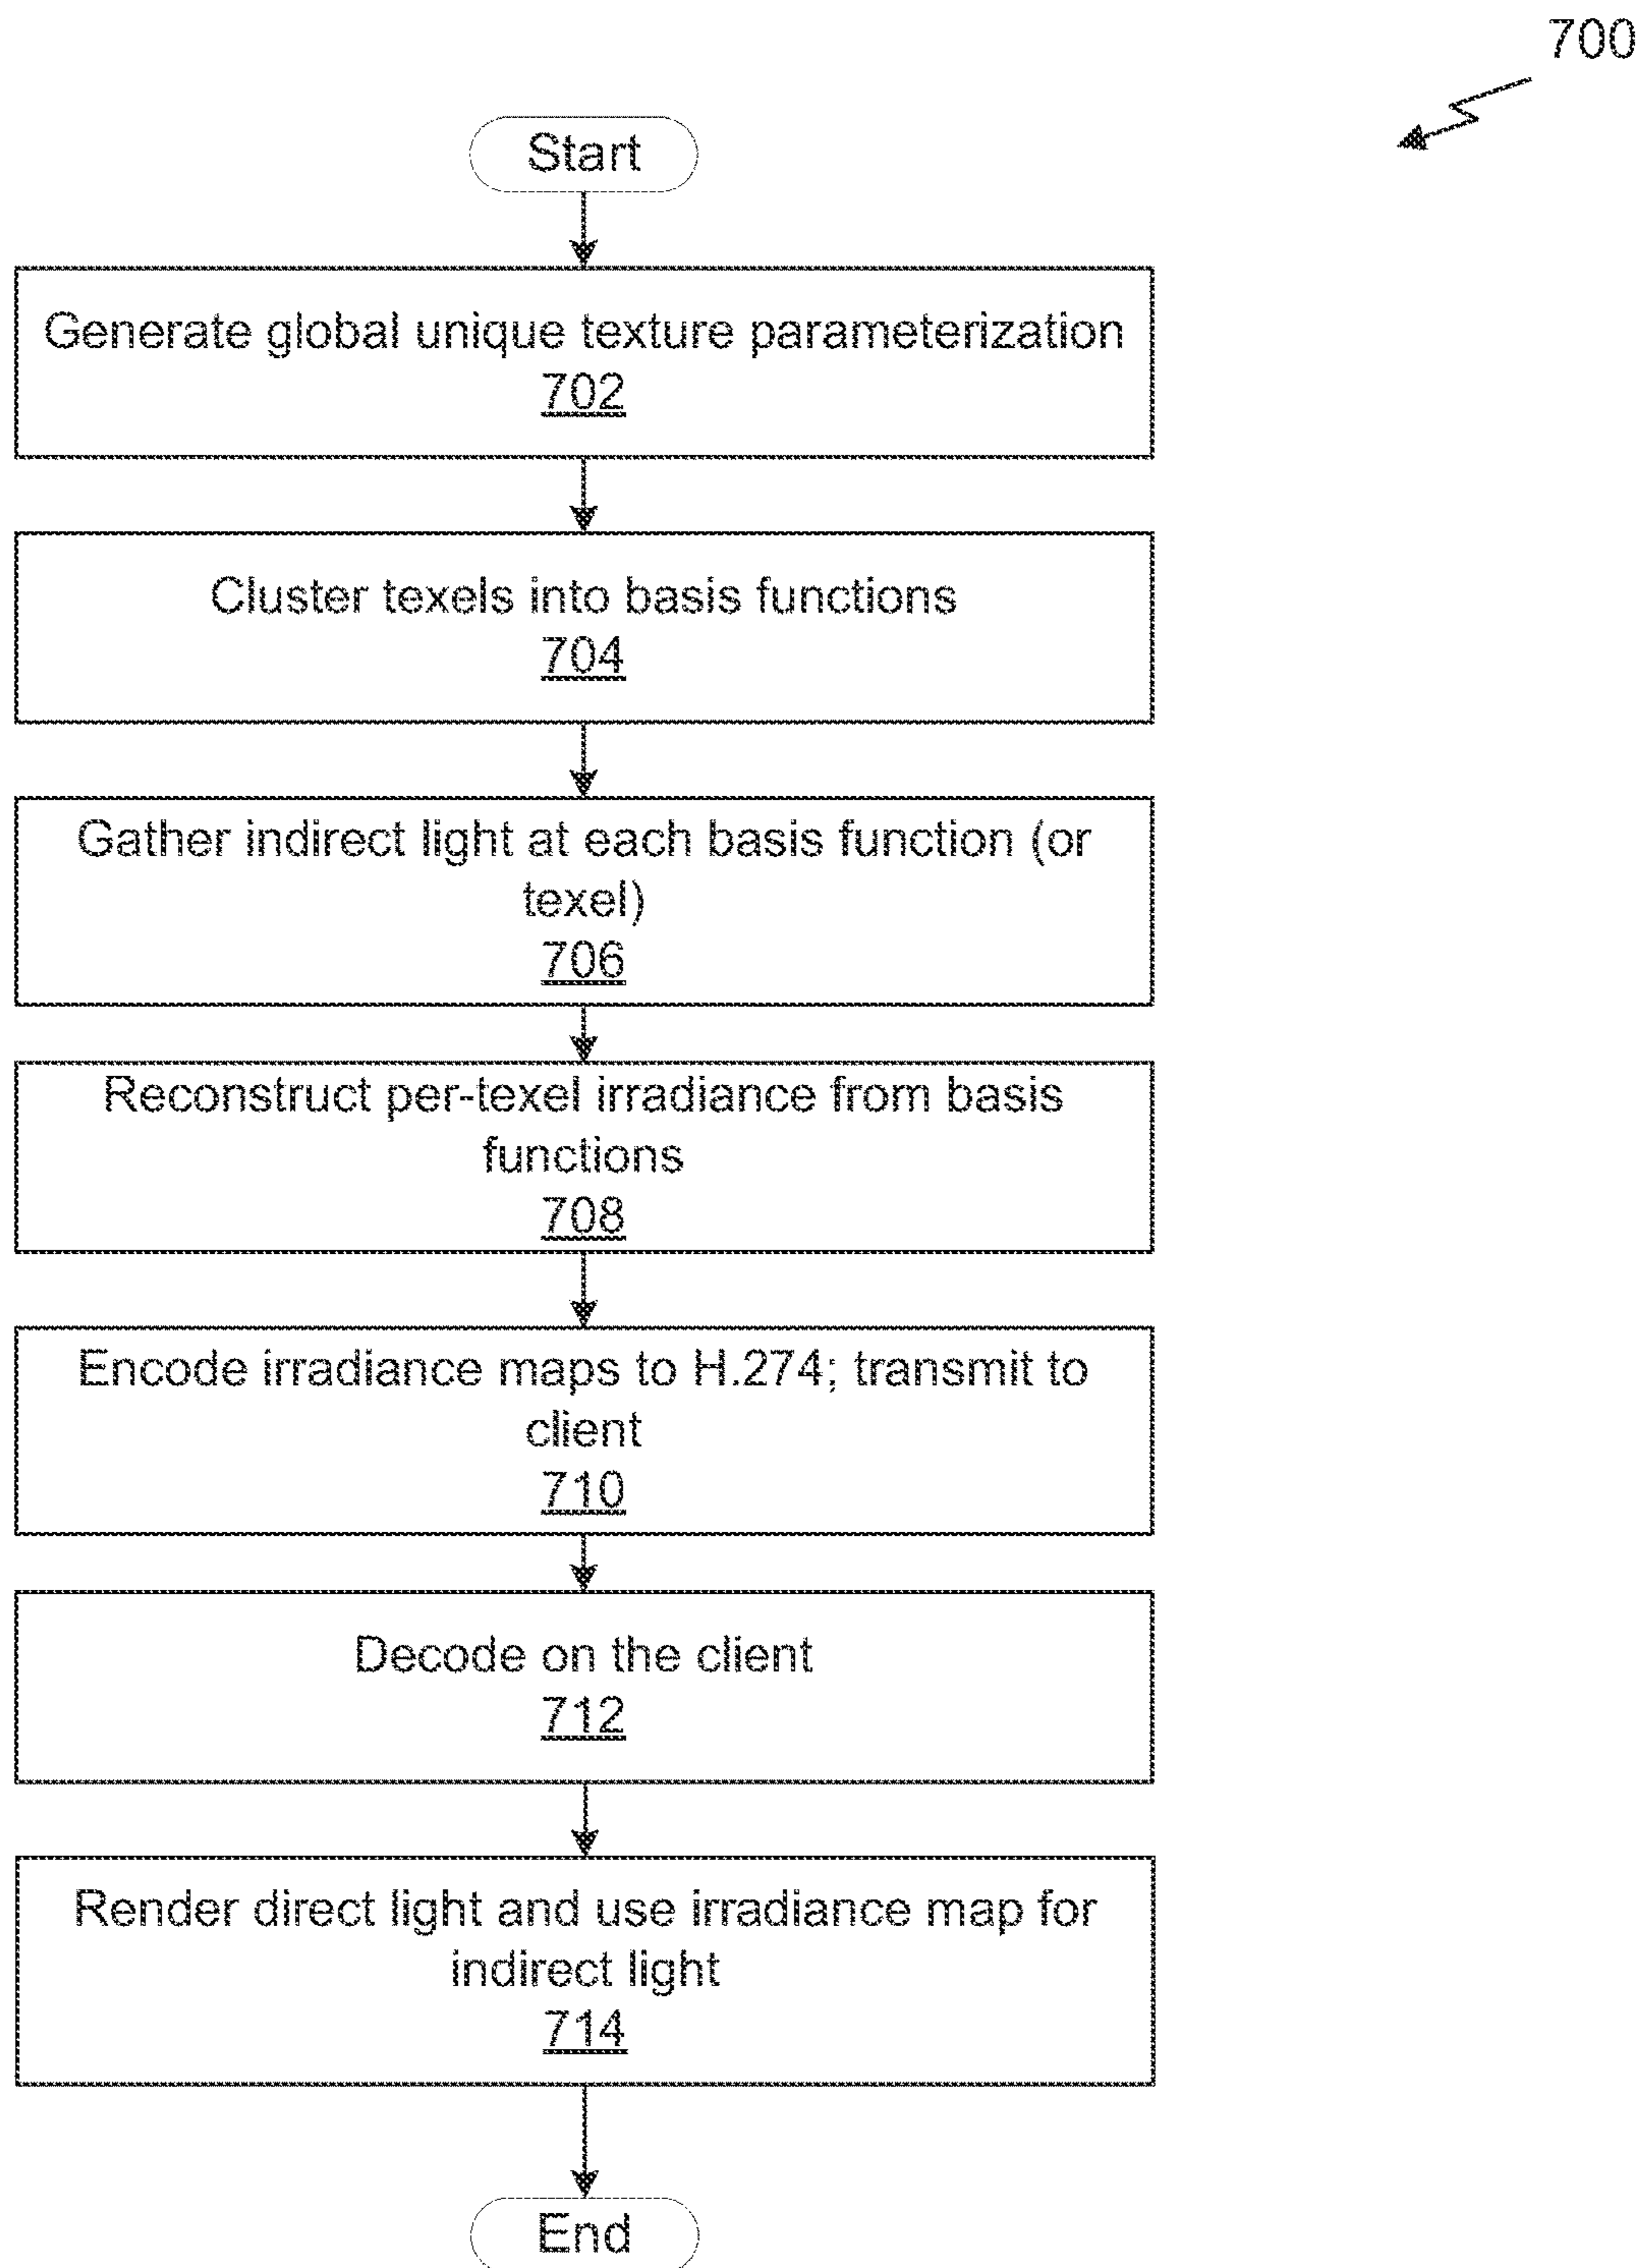 700
Start
Generate global unique texture parameterization
702
Cluster texels into basis functions
704
Gather indirect light at each basis function (or
texel)
706
Reconstruct per-texel irradiance from basis
functions
708
Encode irradiance maps to H.274; transmit to
client
710
Decode on the client
712
Render direct light and use irradiance map for
indirect light
714
End